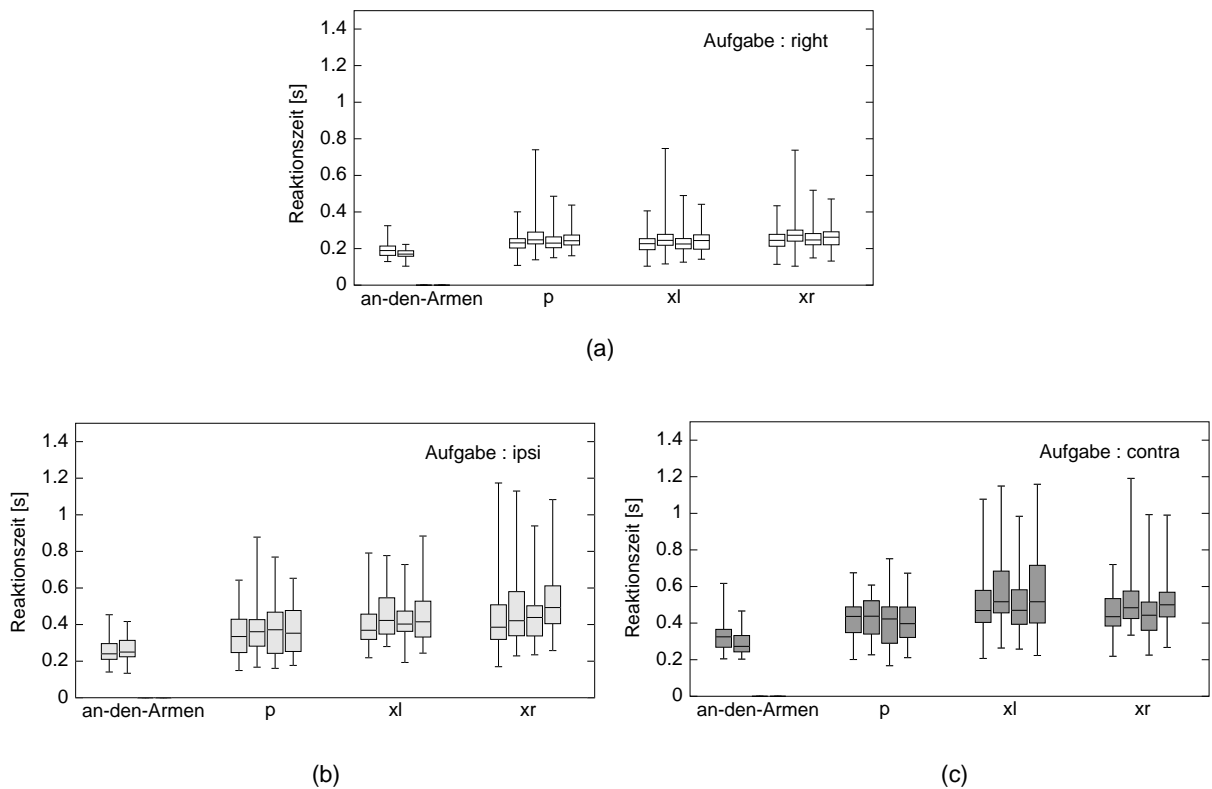 1.4
Aufgabe : right
1.2
1
0.8
0.6
0.4
0.2
0
Reaktionszeit [s]
an-den-Armen p xl xr
(a)
1.4
Aufgabe : ipsi
1.2
1
0.8
0.6
0.4
0.2
0
Reaktionszeit [s]
an-den-Armen p xl xr
(b)
1.4
Aufgabe : contra
1.2
1
0.8
0.6
0.4
0.2
0
Reaktionszeit [s]
an-den-Armen p xl xr
(c)